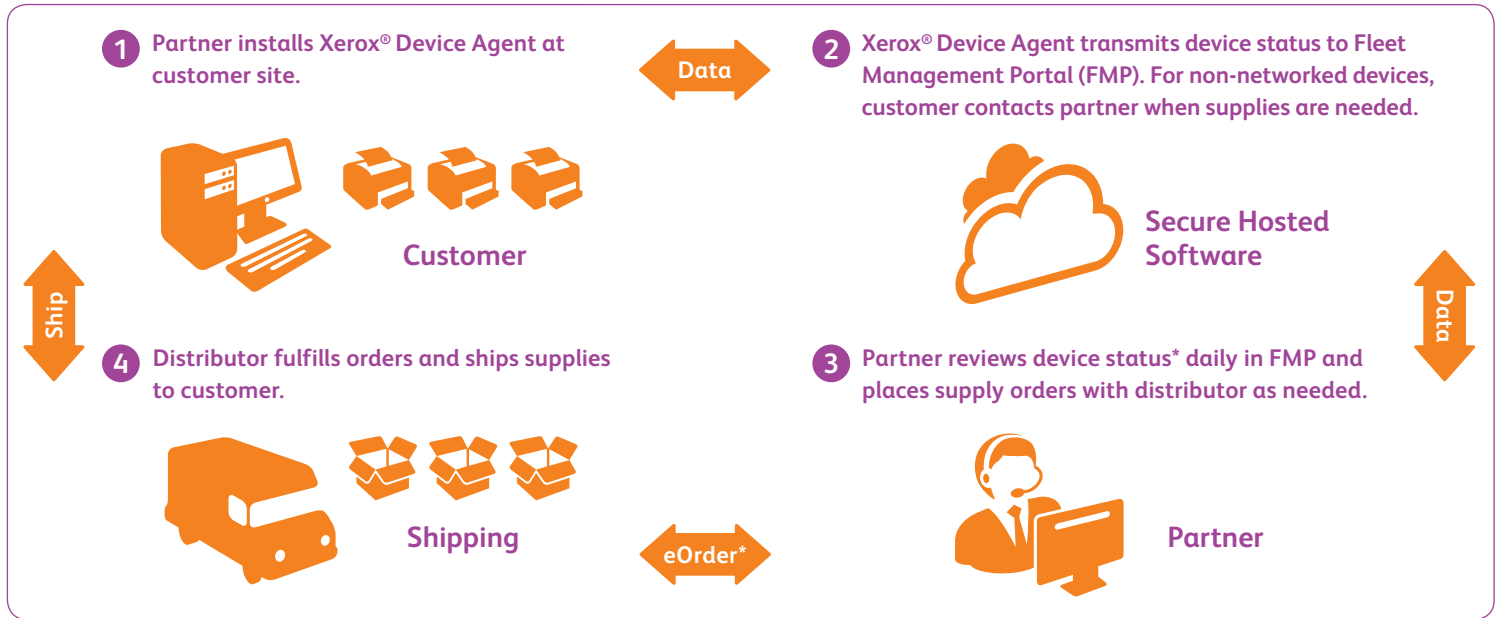 1 Partner installs Xerox® Device Agent at
customer site.
Data
2 Xerox® Device Agent transmits device status to Fleet
Management Portal (FMP). For non-networked devices,
customer contacts partner when supplies are needed.
Customer
Secure Hosted
Software
Ship
Data
4 Distributor fulfills orders and ships supplies
to customer.
3 Partner reviews device status* daily in FMP and
places supply orders with distributor as needed.
Shipping
eOrder*
Partner